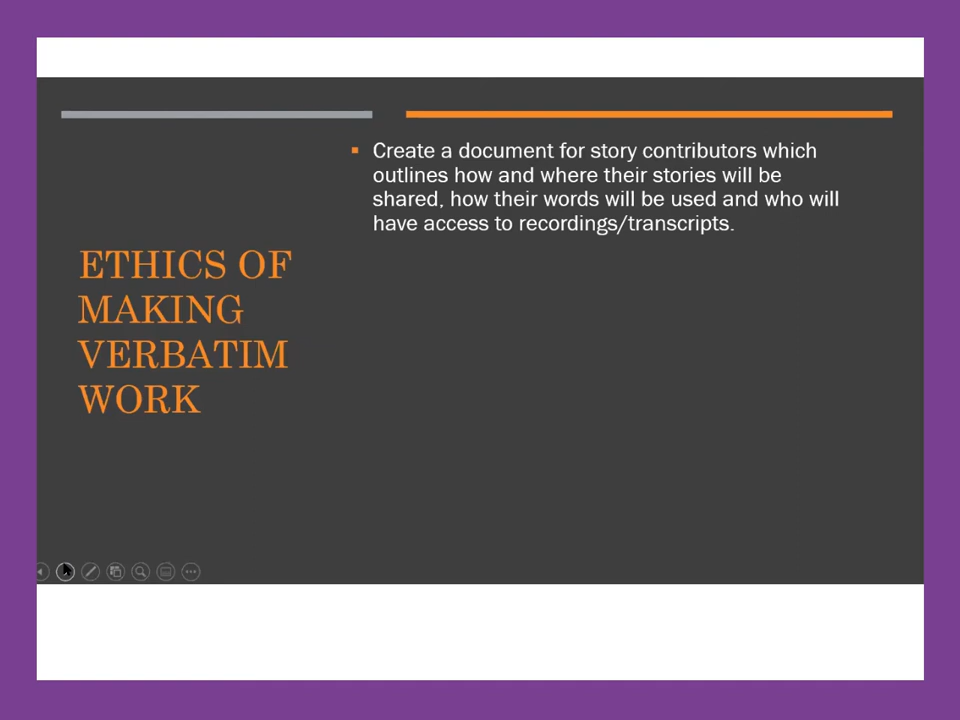 ETHICS OF
MAKING
VERBATIM
WORK
Create a document for story contributors which
outlines how and where their stories will be
shared, how their words will be used and who will
have access to recordings/transcripts.